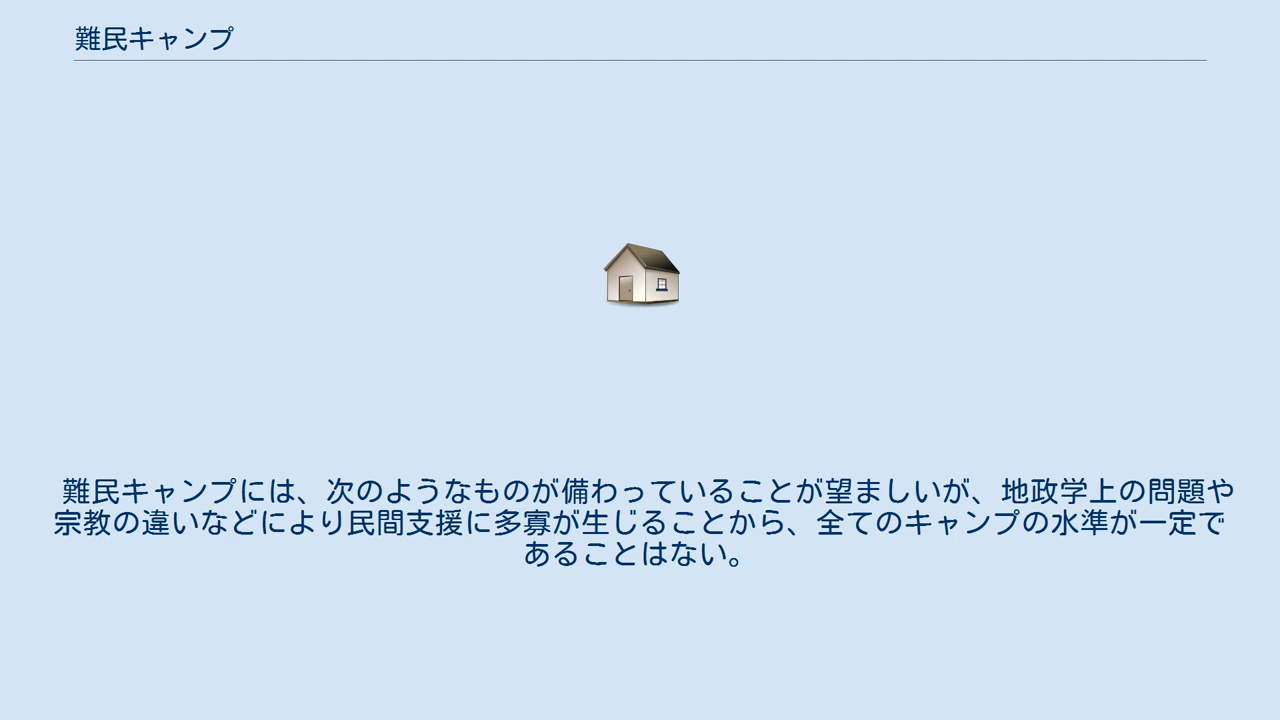 難民キャンプ
難民キャンプには、次のようなものが備わっていることが望ましいが、地政学上の問題や
宗教の違いなどにより民間支援に多寡が生じることから、全てのキャンプの水準が一定で
あることはない。